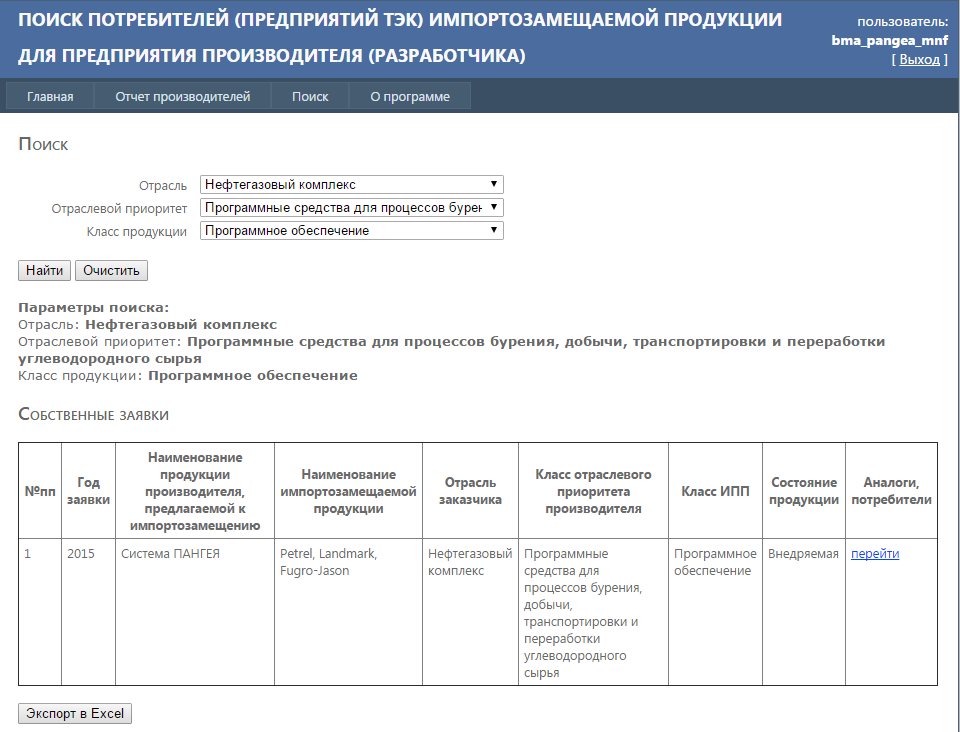 ПОИСК ПОТРЕБИТЕЛЕЙ (ПРЕДПРИЯТИЙ ТЭК) ИМПОРТОЗАМЕЩАЕМОЙ ПРОДУКЦИИ
ДЛЯ ПРЕДПРИЯТИЯ ПРОИЗВОДИТЕЛЯ (РАЗРАБОТЧИКА)
пользователь:
bma_pangea_mnf
[ Выход ]
Главная
Отчет производителей
Поиск
О программе
Поиск
Отрасль
Нефтегазовый комплекс
Отраслевой приоритет
Программные средства для процессов бурен
Класс продукции
Программное обеспечение
Найти
Очистить
Параметры поиска:
Отрасль: Нефтегазовый комплекс
Отраслевой приоритет: Программные средства для процессов бурения, добычи, транспортировки и переработки
углеводородного сырья
Класс продукции: Программное обеспечение
Собственные заявки
№пп
Год
заявки
Наименование
продукции
производителя,
предлагаемой к
импортозамещению
Наименование
импортозамещаемой
продукции
Отрасль
заказчика
Класс отраслевого
приоритета
производителя
Класс ИПП
Состояние
продукции
Аналоги,
потребители
1
2015
Система ПАНГЕЯ
Petrel, Landmark,
Fugro-Jason
Нефтегазовый
комплекс
Программные
средства для
процессов бурения,
добычи,
транспортировки и
переработки
углеводородного
сырья
Программное
обеспечение
Внедряемая
перейти
Экспорт в Excel